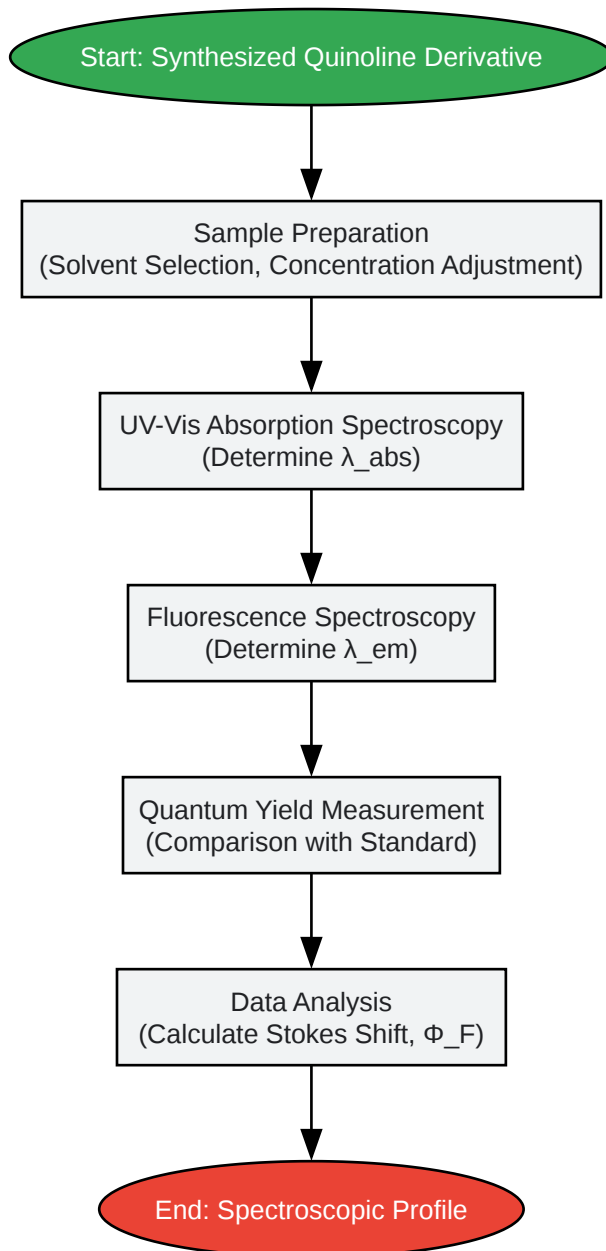 Start: Synthesized Quinoline Derivative
Sample Preparation
(Solvent Selection, Concentration Adjustment)
UV-Vis Absorption Spectroscopy
(Determine λ_abs)
Fluorescence Spectroscopy
(Determine λ_em)
Quantum Yield Measurement
(Comparison with Standard)
Data Analysis
(Calculate Stokes Shift, Φ_F)
End: Spectroscopic Profile